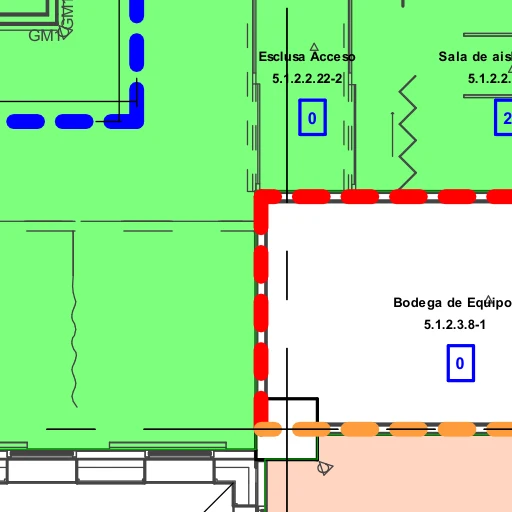 GM1
GM
Esclusa Acceso
5.1.2.2.22-2
0
Sala de ais
5.1.2.2.
2
Bodega de Equipo
5.1.2.3.8-1
0